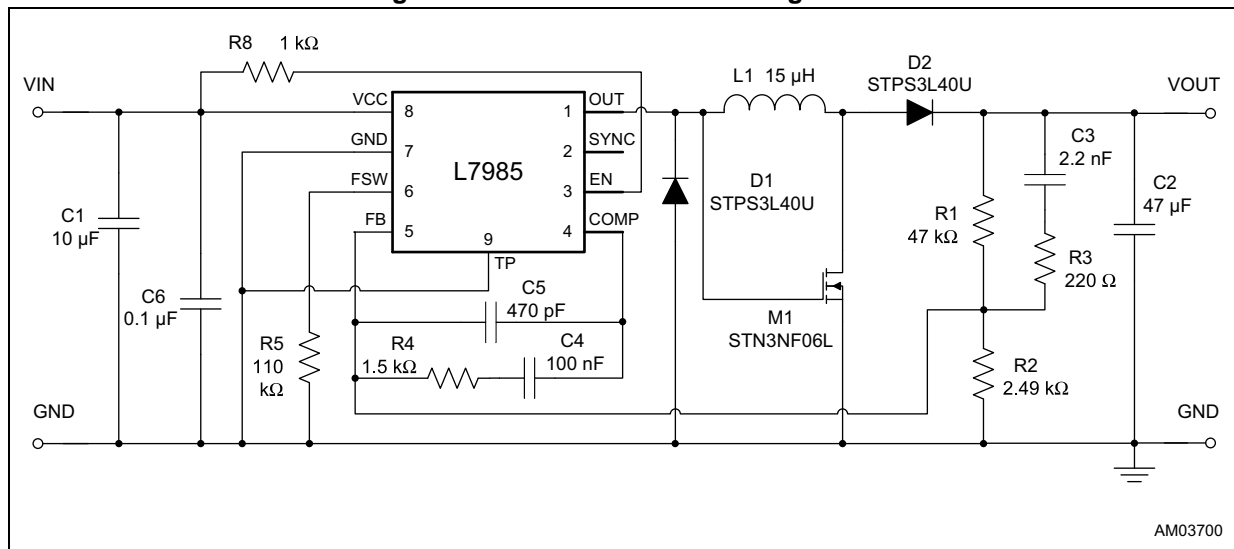 R8 1 kΩ
VIN
VCC
8
GND
7
FSW
6
FB
5
L7985
9
TP
1
OUT
2
SYNC
3
EN
4
COMP
L1 15 µH
D2
STPS3L40U
VOUT
D1
STPS3L40U
C3
2.2 nF
C2
47 µF
R1
47 kΩ
R3
220 Ω
C1
10 µF
C6
0.1 µF
R5
110
kΩ
C5
470 pF
R4
1.5 kΩ
C4
100 nF
M1
STN3NF06L
R2
2.49 kΩ
GND
GND
AM03700